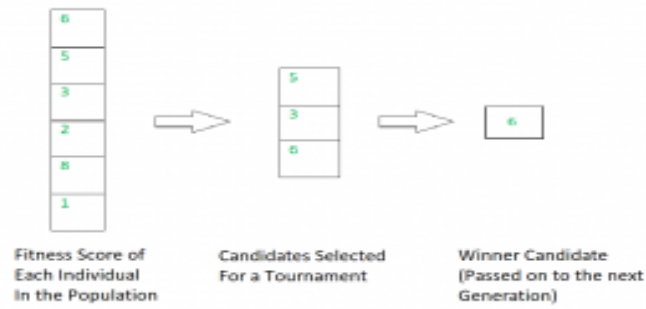 6
5
3
2
8
1
5
3
6
6
Fitness Score of
Each Individual
In the Population
Candidates Selected
For a Tournament
Winner Candidate
(Passed on to the next
Generation)